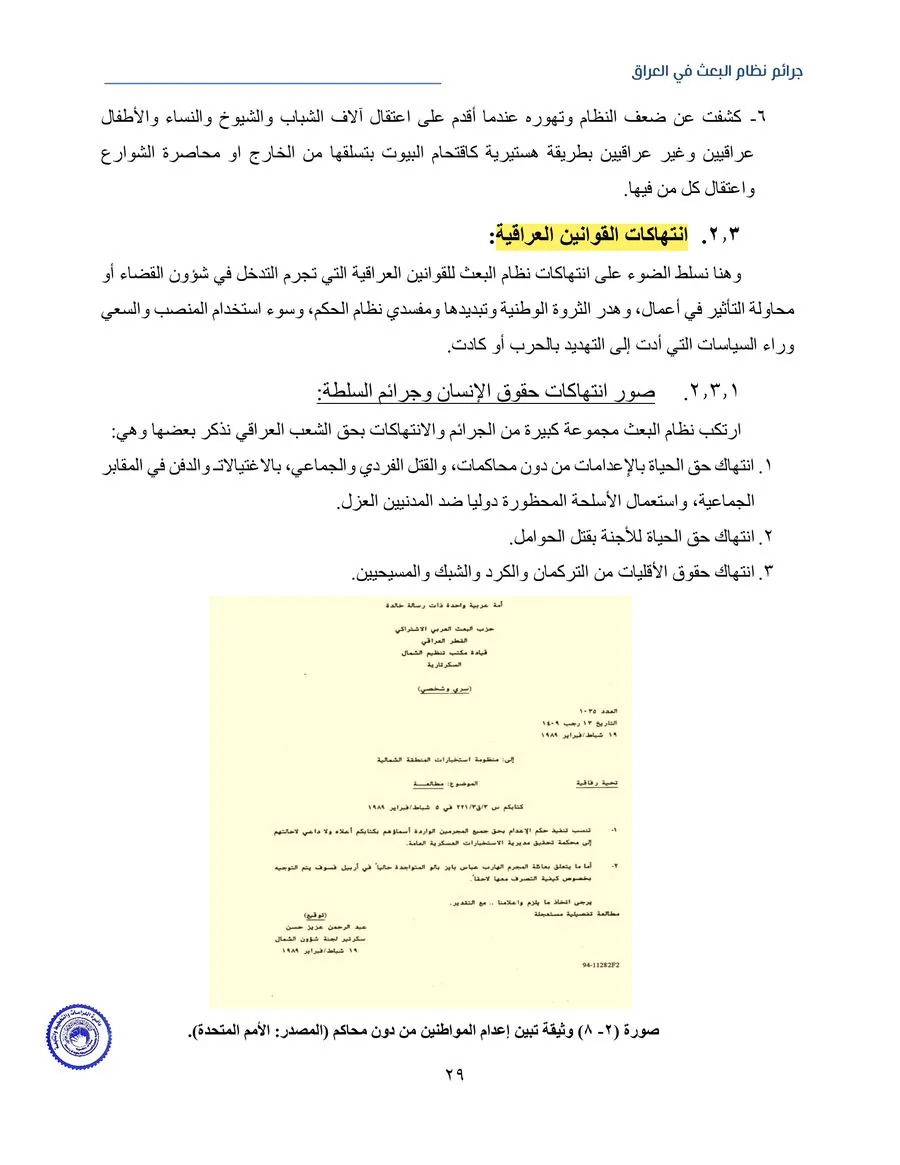 جرائم نظام البعث في العراق
٦- كشفت عن ضعف النظام وتهوره عندما أقدم على اعتقال آلاف الشباب والشيوخ والنساء والأطفال
عراقيين وغير عراقيين بطريقة هستيرية كاقتحام البيوت بتسلقها من الخارج او محاصرة الشوارع
واعتقال كل من فيها.
٢,٣. انتهاكات القوانين العراقية:
وهنا نسلط الضوء على انتهاكات نظام البعث للقوانين العراقية التي تجرم التدخل في شؤون القضاء أو
محاولة التأثير في أعمال، وهدر الثروة الوطنية وتبديدها ومفسدي نظام الحكم، وسوء استخدام المنصب والسعي
وراء السياسات التي أدت إلى التهديد بالحرب أو كادت.
٢,٣,١. صور انتهاكات حقوق الإنسان وجرائم السلطة:
ارتكب نظام البعث مجموعة كبيرة من الجرائم والانتهاكات بحق الشعب العراقي نذكر بعضها وهي:
١. انتهاك حق الحياة بالإعدامات من دون محاكمات، والقتل الفردي والجماعي، بالاغتيالاتـ والدفن في المقابر
الجماعية، واستعمال الأسلحة المحظورة دوليا ضد المدنيين العزل.
٢. انتهاك حق الحياة للأجنة بقتل الحوامل.
٣. انتهاك حقوق الأقليات من التركمان والكرد والشبك والمسيحيين.
أمة عربية واحدة ذات رسالة خالدة
حزب البعث العربي الاشتراكي
القطر العراقي
قيادة مكتب تنظيم الشمال
السكرتارية
(سري وشخصي)
العدد ١٠٣٥
التاريخ ١٣ رجب ١٤٠٩
١٩ شباط/فبراير ١٩٨٩
إلى: منظومة استخبارات المنطقة الشمالية
تحية رفاقية الموضوع: مطالعــة
كتابكم س ٣/ق٢٢١/٣ في ٥ شباط/فبراير ١٩٨٩
١- تنسب تنفيذ حكم الإعدام بحق جميع المجرمين الواردة أسماؤهم بكتابكم أعلاه ولا داعي لاحالتهم
إلى محكمة تحقيق مديرية الاستخبارات العسكرية العامة.
٢- أما ما يتعلق بعائلة المجرم الهارب عباس بايز بالو المتواجدة حالياً في أربيل فسوف يتم التوجيه
بخصوص كيفية التصرف معها لاحقاً.
يرجى اتخاذ ما يلزم واعلامنا .. مع التقدير.
مطالعة تفصيلية مستعجلة
(توقيع)
عبد الرحمن عزيز حسن
سكرتير لجنة شؤون الشمال
١٩ شباط/فبراير ١٩٨٩
94-11282F2
صورة (٢- ٨) وثيقة تبين إعدام المواطنين من دون محاكم (المصدر: الأمم المتحدة).
٢٩